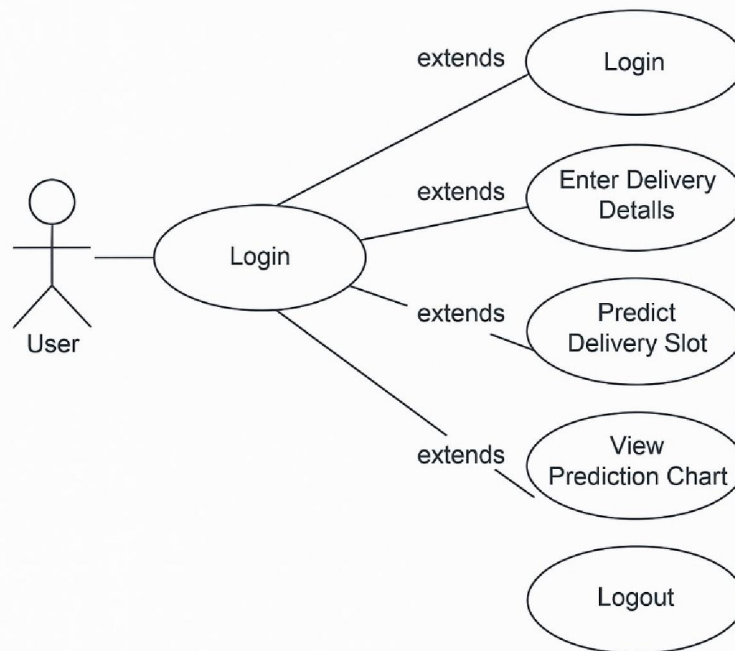 extends
Login
extends
Enter Delivery
Detalls
Login
extends
Predict
Delivery Slot
User
extends
View
Prediction Chart
Logout